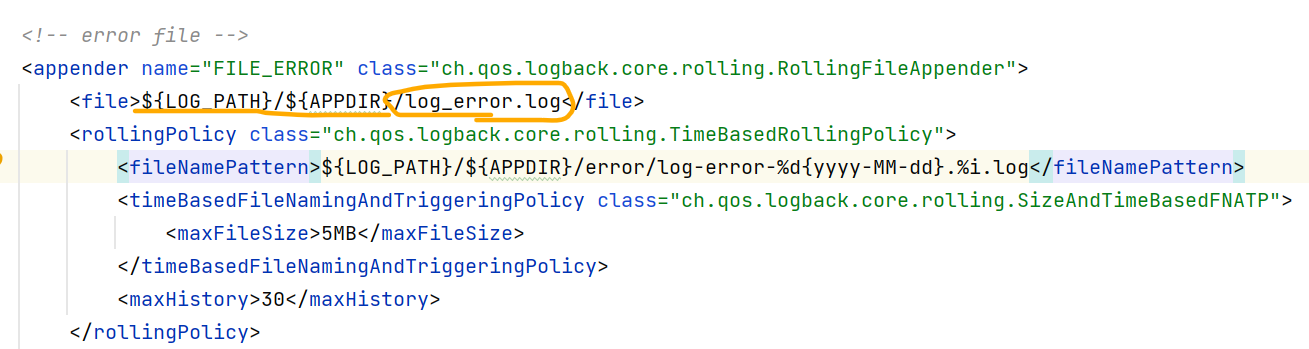 <!-- error file -->
<appender name="FILE_ERROR" class="ch.qos.logback.core.rolling.RollingFileAppender">
<file>${LOG_PATH}/${APPDIR}/log_error.log</file>
<rollingPolicy class="ch.qos.logback.core.rolling.TimeBasedRollingPolicy">
<fileNamePattern>${LOG_PATH}/${APPDIR}/error/log-error-%d{yyyy-MM-dd}.%i.log</fileNamePattern>
<timeBasedFileNamingAndTriggeringPolicy class="ch.qos.logback.core.rolling.SizeAndTimeBasedFNATP">
<maxFileSize>5MB</maxFileSize>
</timeBasedFileNamingAndTriggeringPolicy>
<maxHistory>30</maxHistory>
</rollingPolicy>